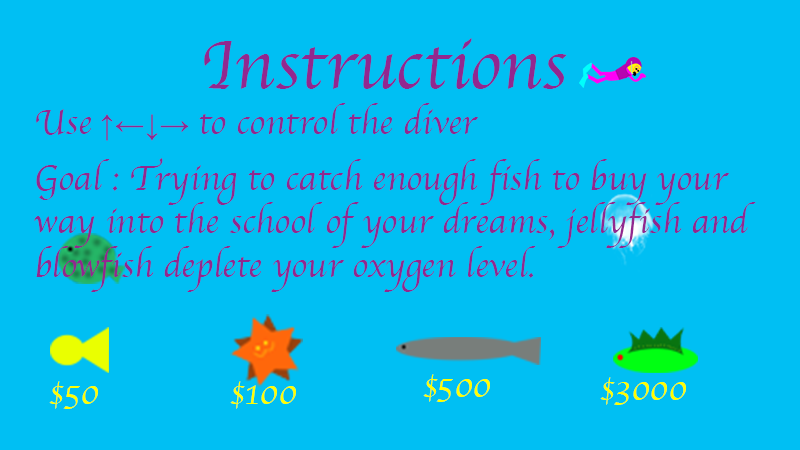 Instructions
Use ↑←↓→ to control the diver
Goal : Trying to catch enough fish to buy your
way into the school of your dreams, jellyfish and
blowfish deplete your oxygen level.
$50 $100 $500 $3000